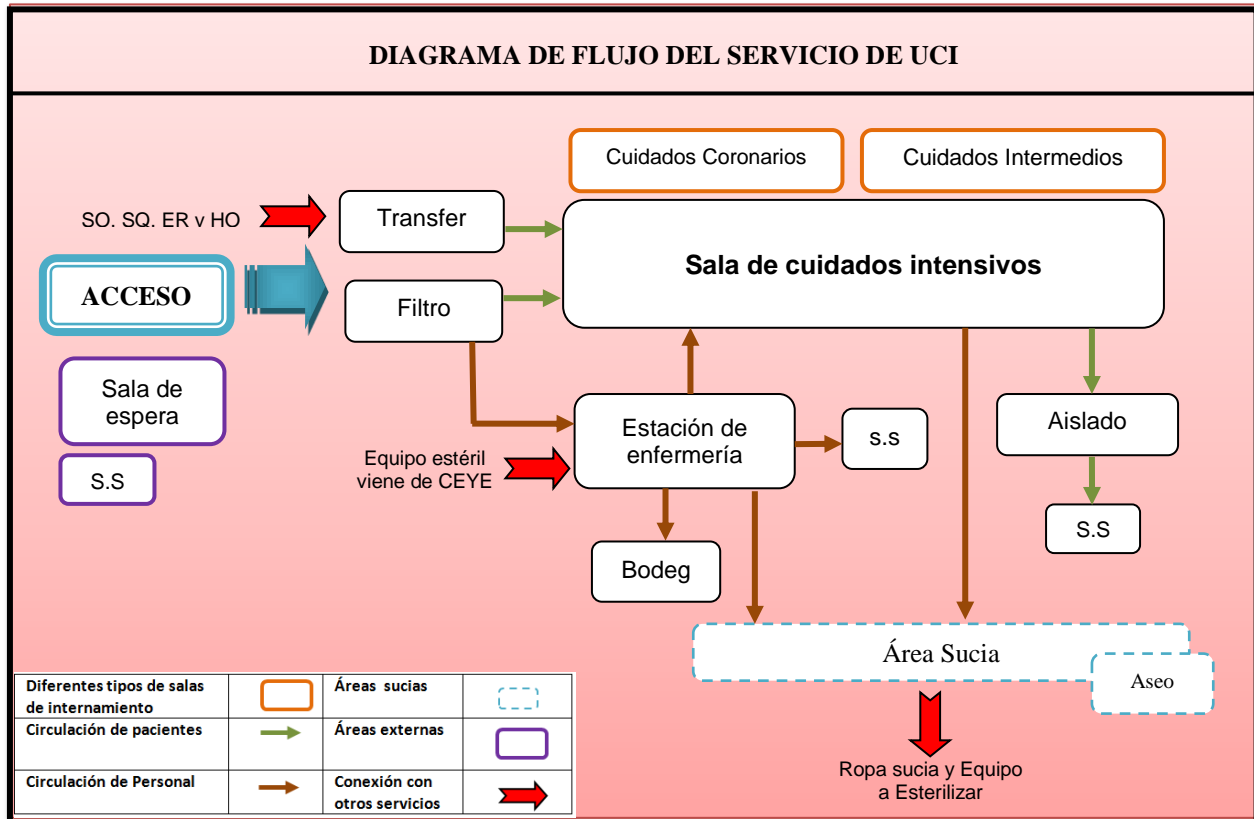 DIAGRAMA DE FLUJO DEL SERVICIO DE UCI
Cuidados Coronarios
Cuidados Intermedios
SO. SQ. ER v HO
Transfer
Sala de cuidados intensivos
ACCESO
Filtro
Sala de
espera
S.S
Estación de
enfermería
s.s
Aislado
Equipo estéril
viene de CEYE
S.S
Bodeg
Área Sucia
Aseo
Ropa sucia y Equipo
a Esterilizar
Diferentes tipos de salas
de internamiento
Áreas sucias
Circulación de pacientes
Áreas externas
Circulación de Personal
Conexión con
otros servicios